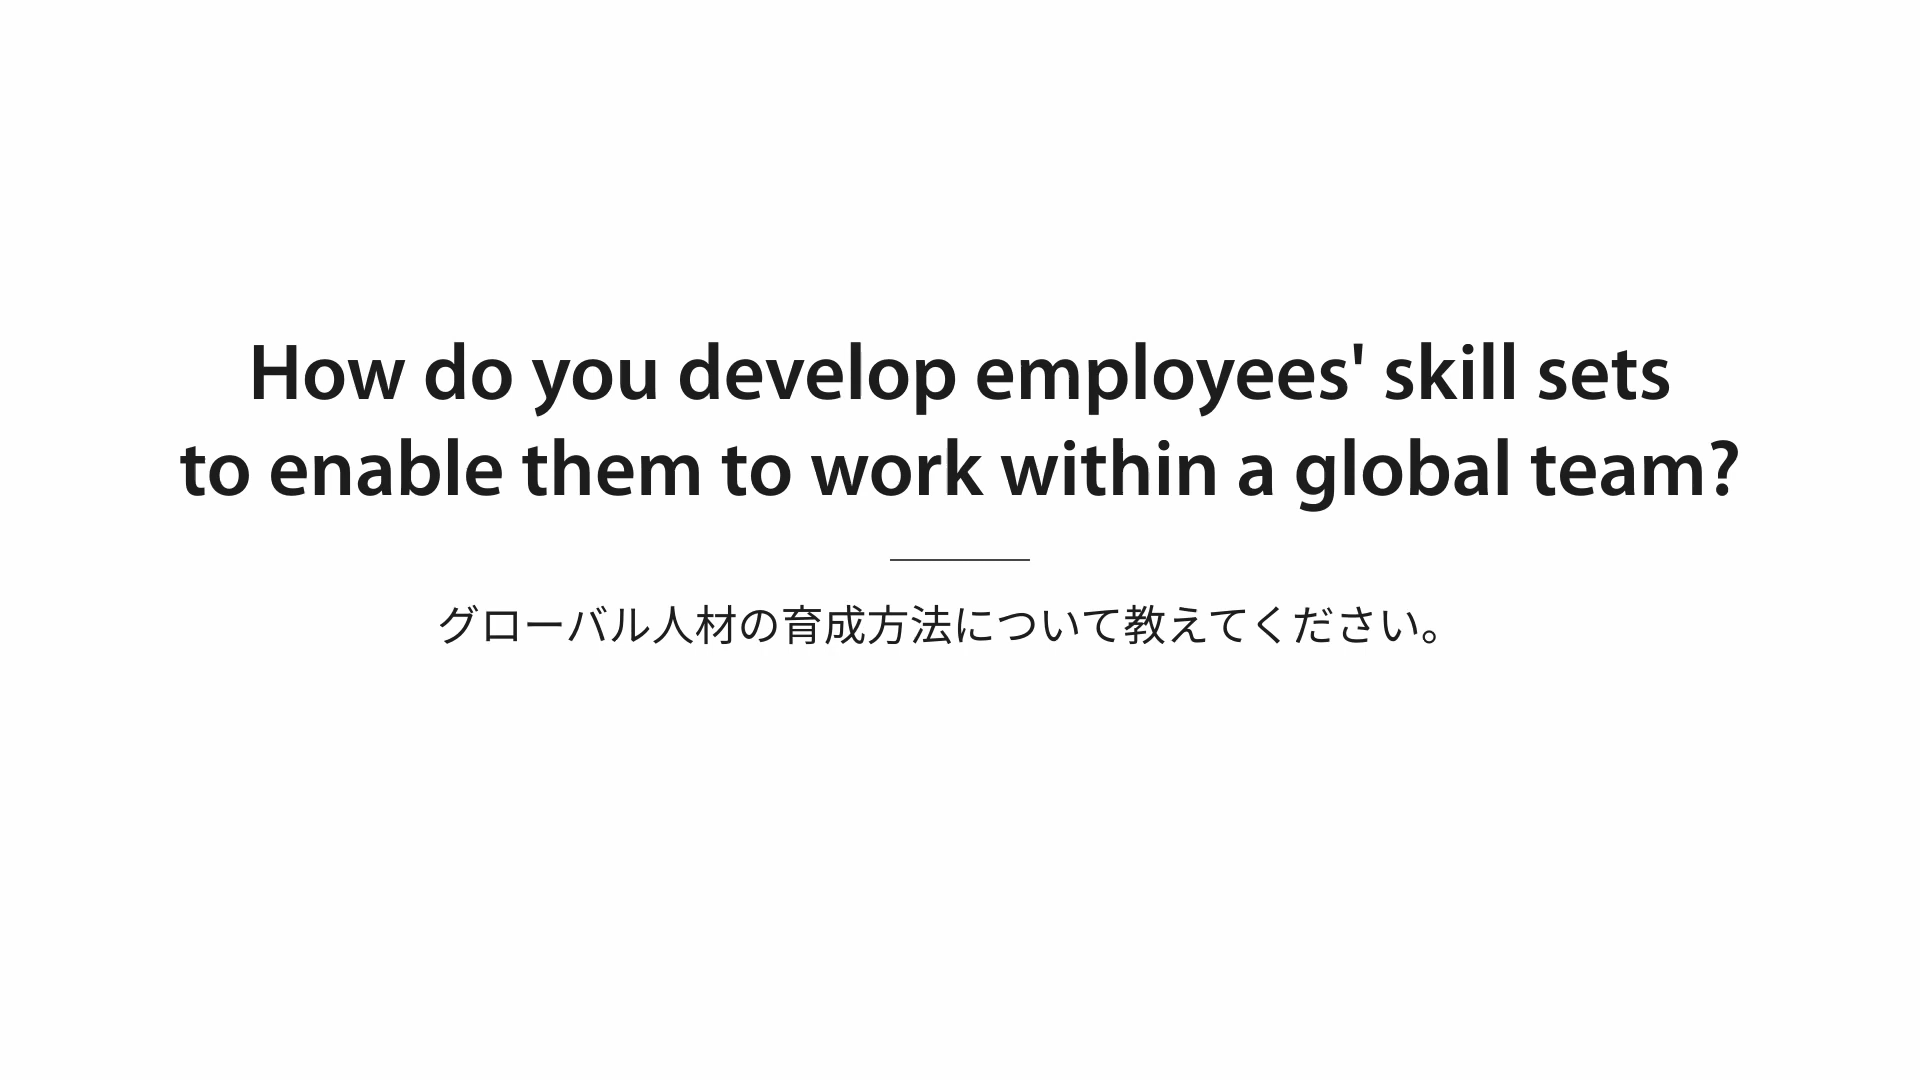 How do you develop employees' skill sets
to enable them to work within a global team?
グローバル人材の育成方法について教えてください。